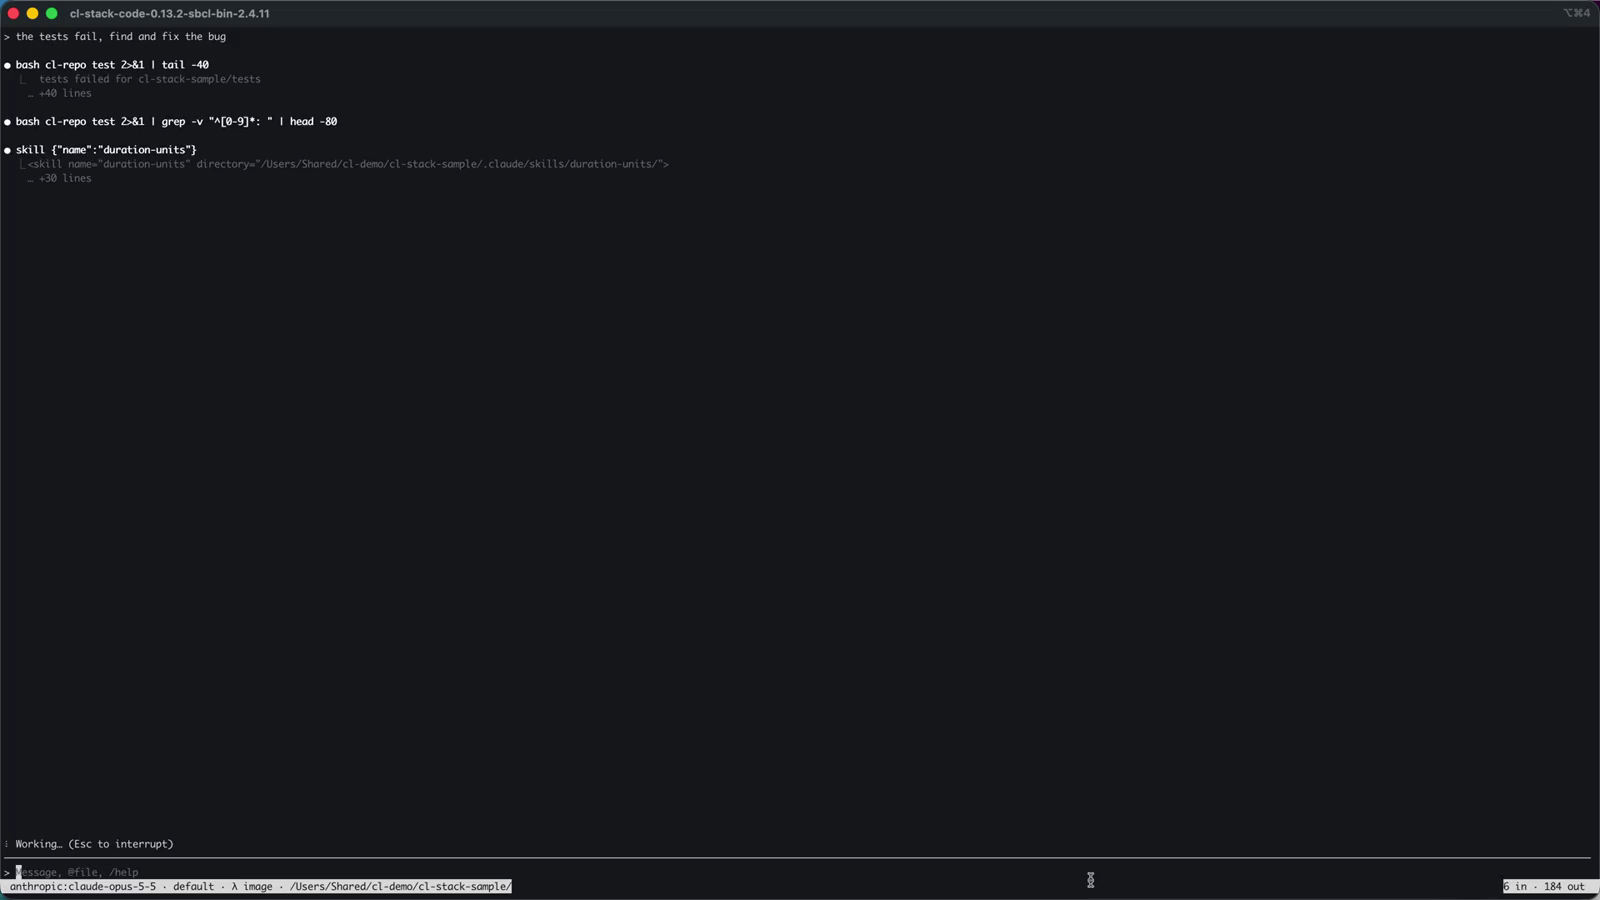 cl-stack-code-0.13.2-sbcl-bin-2.4.11
⌥⌘4
> the tests fail, find and fix the bug
● bash cl-repo test 2>&1 | tail -40
tests failed for cl-stack-sample/tests
… +40 lines
● bash cl-repo test 2>&1 | grep -v "^[0-9]*: " | head -80
● skill {"name":"duration-units"}
<skill name="duration-units" directory="/Users/Shared/cl-demo/cl-stack-sample/.claude/skills/duration-units/">
… +30 lines
Working… (Esc to interrupt)
> Message, @file, /help
anthropic:claude-opus-5-5 · default · λ image · /Users/Shared/cl-demo/cl-stack-sample/
6 in · 184 out